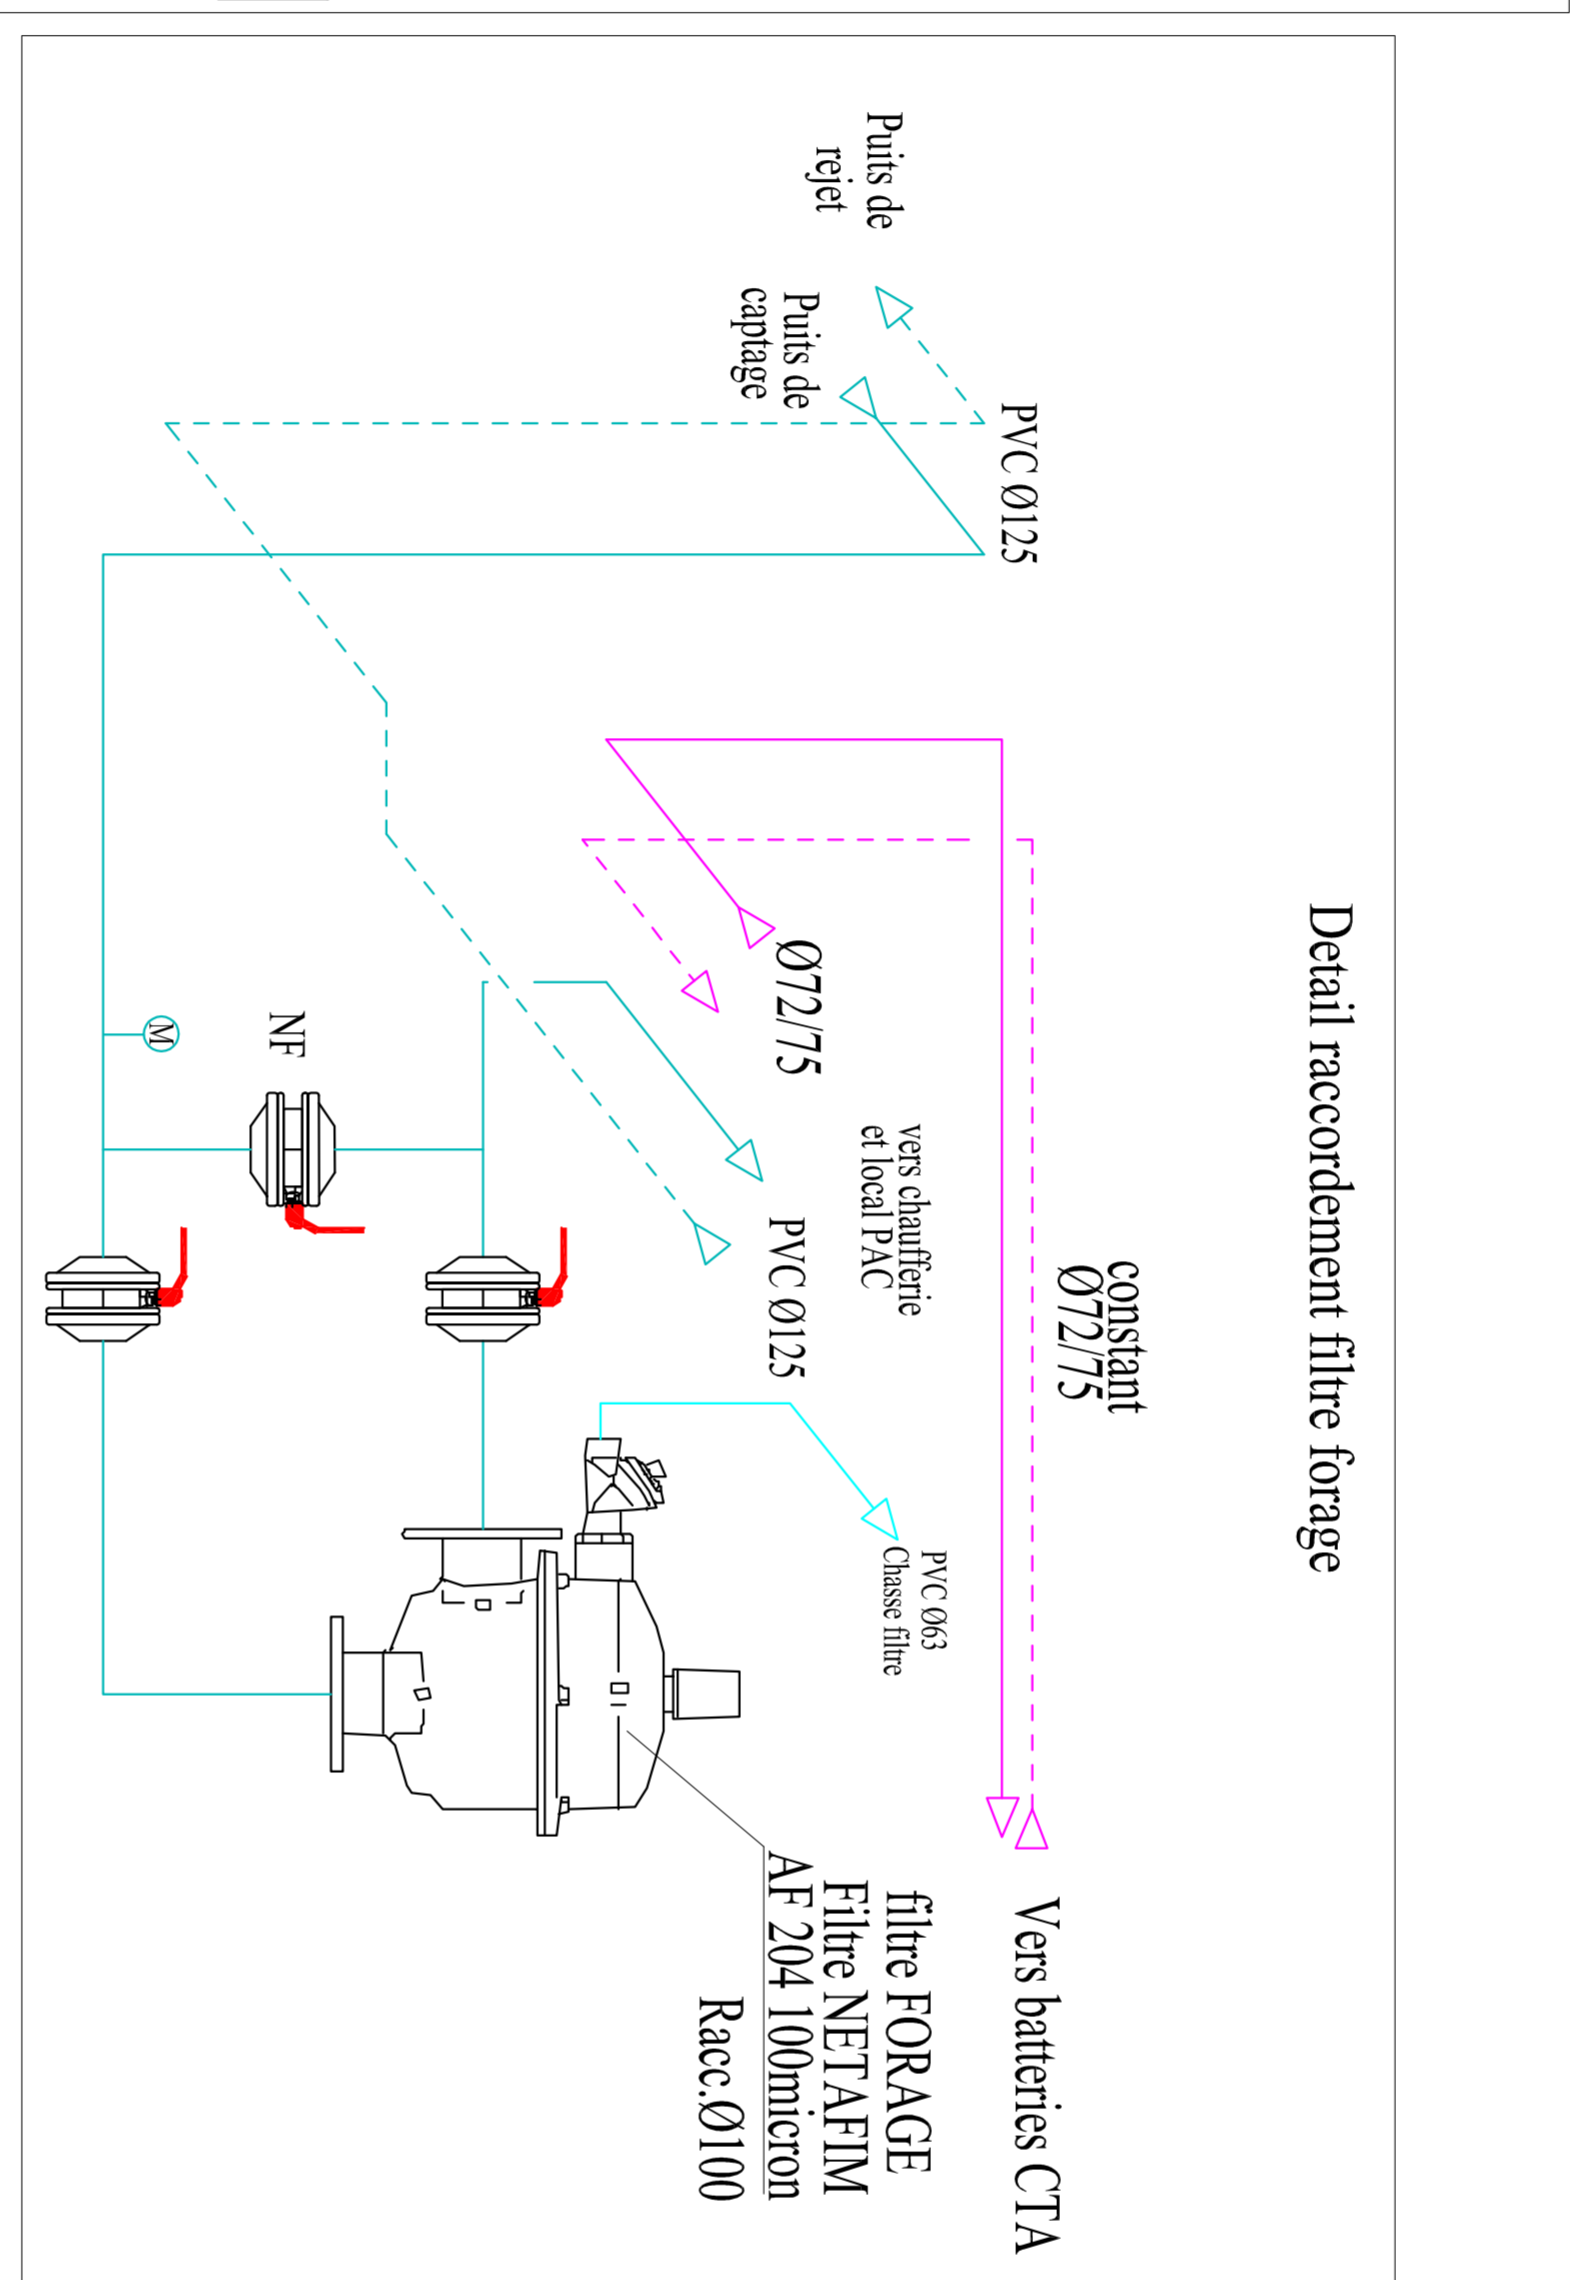 Detail raccordement filtre forage
constant
Ø72/75
Vers batteries CTA
PVC Ø125
Puits de
rejet
Puits de
captage
Ø72/75
vers chaufferie
et local PAC
PVC Ø125
PVC Ø63
Chasse filtre
filtre FORAGE
Filtre NETAFIM
AF 204 100micron
Racc.Ø100
NF
M